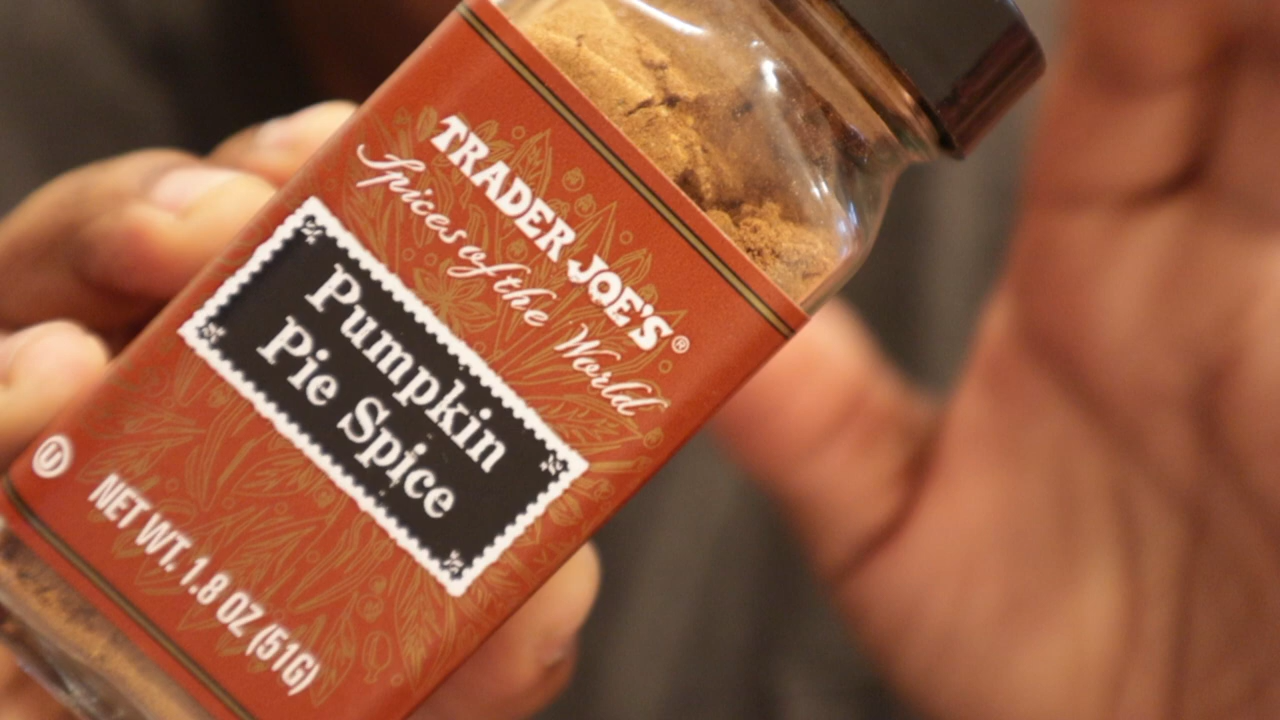 TRADER JOE'S®
Spices of the World
Pumpkin
Pie Spice
U
NET WT. 1.8 OZ (51G)